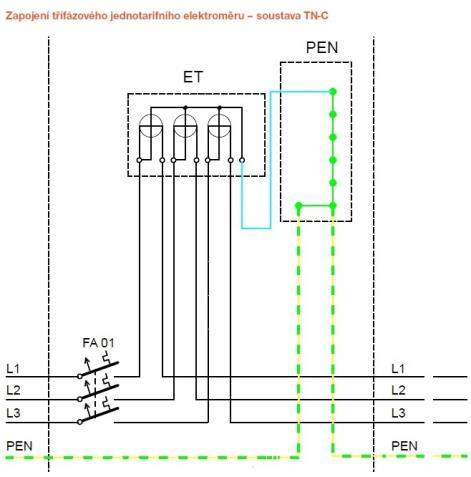 Zapojení třífázového jednotarifního elektroměru – soustava TN-C
PEN
ET
FA 01
L1 L1
L2 L2
L3 L3
PEN PEN